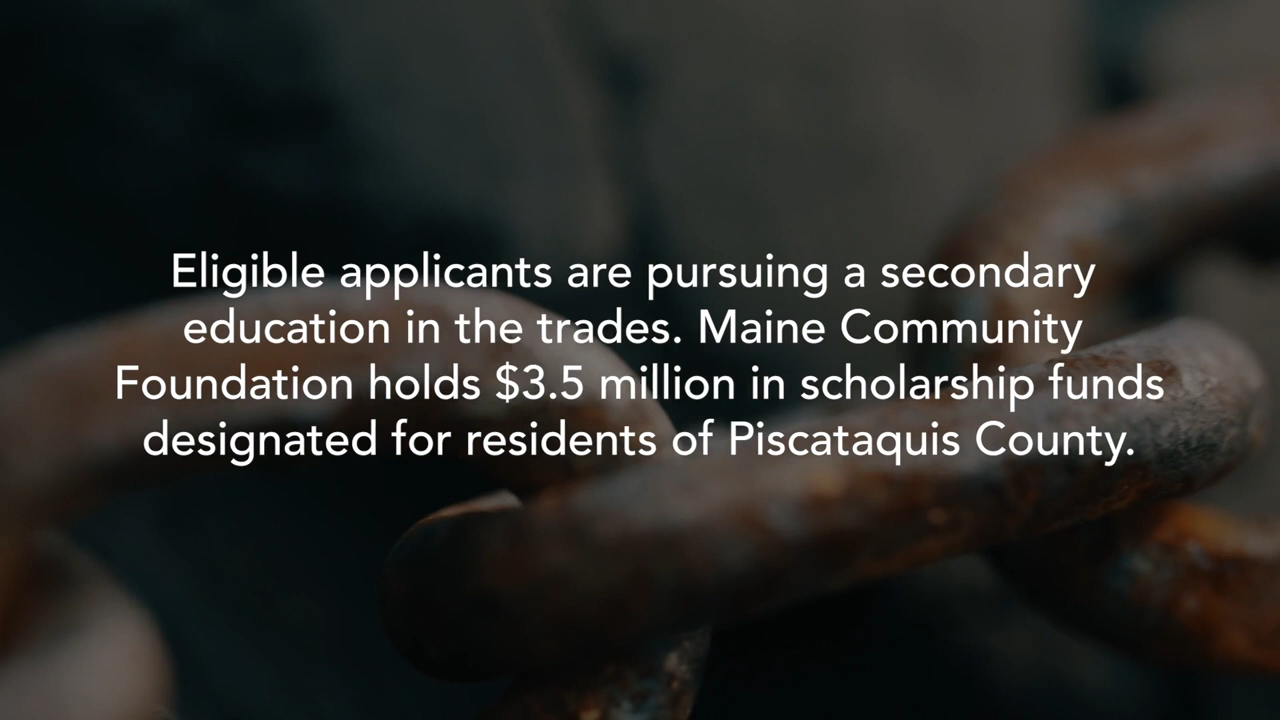 Eligible applicants are pursuing a secondary
education in the trades. Maine Community
Foundation holds $3.5 million in scholarship funds
designated for residents of Piscataquis County.